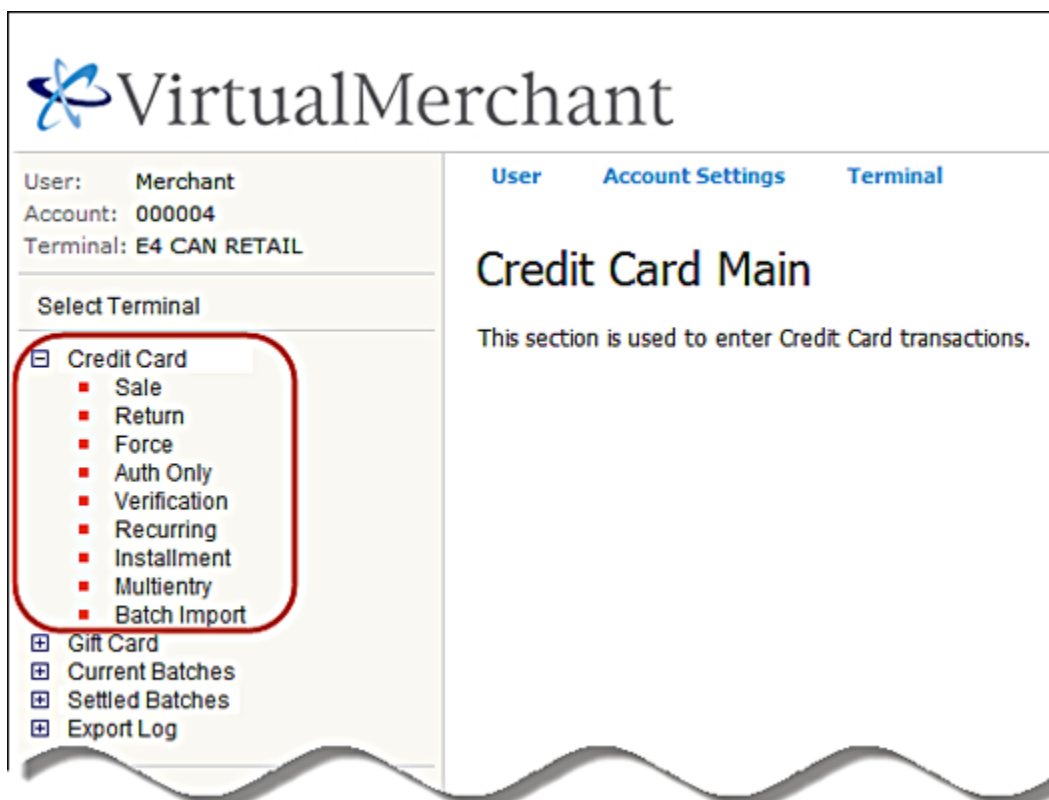 VirtualMerchant
User: Merchant
Account: 000004
Terminal: E4 CAN RETAIL
Select Terminal
Credit Card
Sale
Return
Force
Auth Only
Verification
Recurring
Installment
Multientry
Batch Import
Gift Card
Current Batches
Settled Batches
Export Log
User Account Settings Terminal
Credit Card Main
This section is used to enter Credit Card transactions.